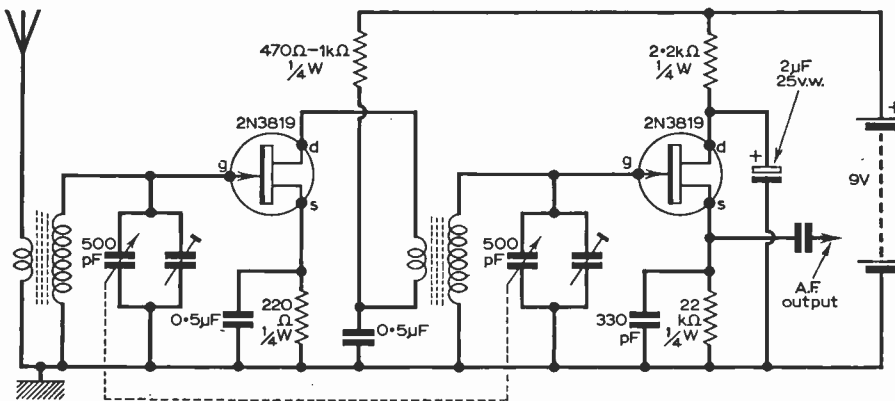 470Ω–1kΩ
¼W
2·2kΩ
¼W
2µF
25v.w.
2N3819
2N3819
+
d
d
+
g
g
9V
s
s
500
pF
500
pF
A.F.
output
0·5µF
220
Ω
¼W
0·5µF
330
pF
22
kΩ
¼W